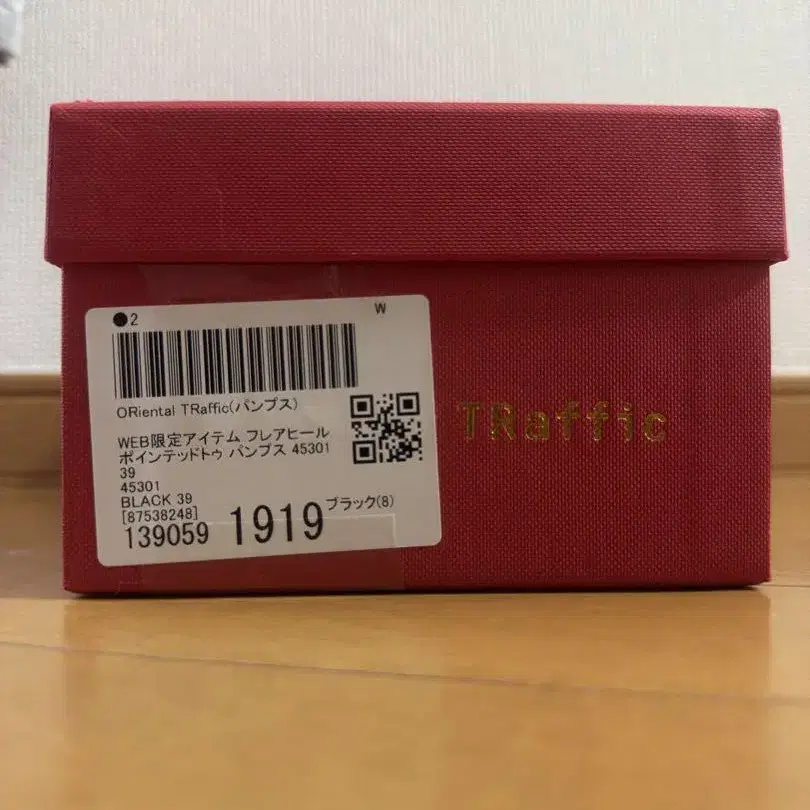 ●2
W
ORiental TRaffic(パンプス)
WEB限定アイテム フレアヒール
ポインテッドトゥ パンプス 45301
39
45301
BLACK 39
[87538248]
ブラック(8)
139059 1919
TRaffic